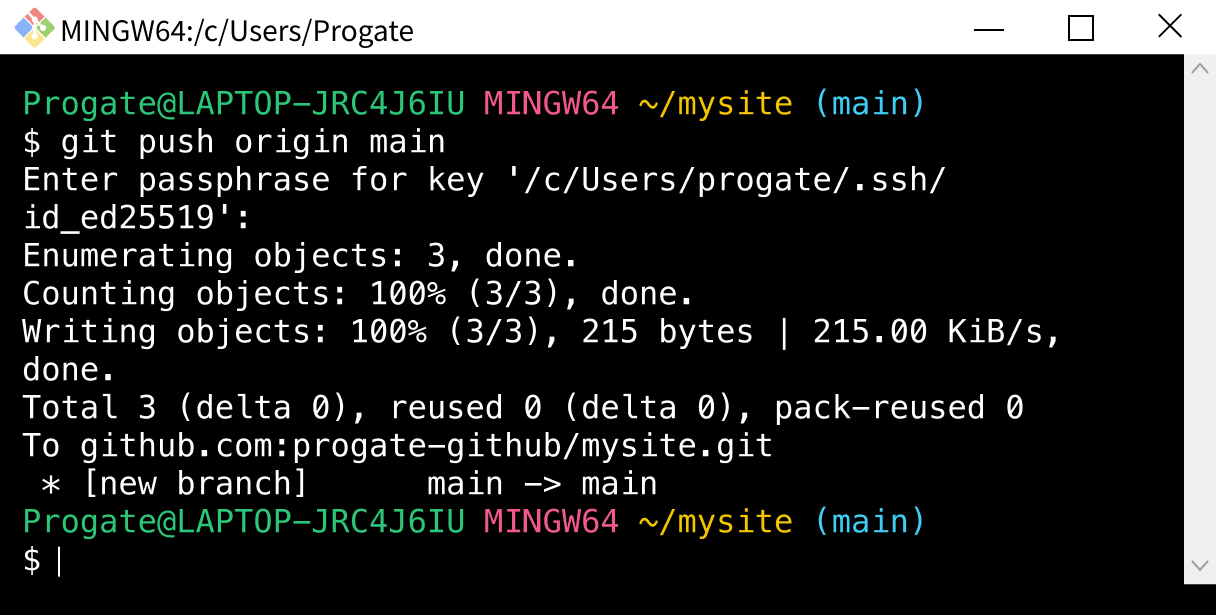 MINGW64:/c/Users/Progate
Progate@LAPTOP-JRC4J6IU MINGW64 ~/mysite (main)
$ git push origin main
Enter passphrase for key '/c/Users/progate/.ssh/
id_ed25519':
Enumerating objects: 3, done.
Counting objects: 100% (3/3), done.
Writing objects: 100% (3/3), 215 bytes | 215.00 KiB/s,
done.
Total 3 (delta 0), reused 0 (delta 0), pack-reused 0
To github.com:progate-github/mysite.git
 * [new branch]      main -> main
Progate@LAPTOP-JRC4J6IU MINGW64 ~/mysite (main)
$